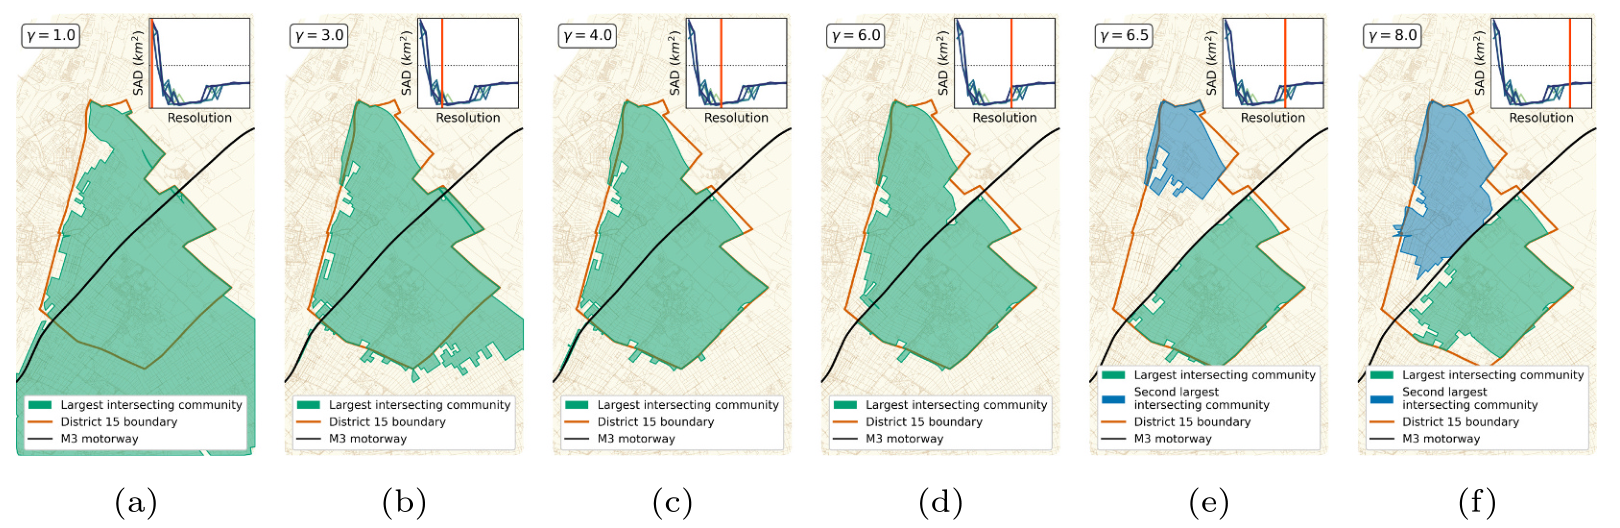 γ = 1.0
SAD (km²)
Resolution
Largest intersecting community
District 15 boundary
M3 motorway
(a)
γ = 3.0
SAD (km²)
Resolution
Largest intersecting community
District 15 boundary
M3 motorway
(b)
γ = 4.0
SAD (km²)
Resolution
Largest intersecting community
District 15 boundary
M3 motorway
(c)
γ = 6.0
SAD (km²)
Resolution
Largest intersecting community
District 15 boundary
M3 motorway
(d)
γ = 6.5
SAD (km²)
Resolution
Largest intersecting community
Second largest
intersecting community
District 15 boundary
M3 motorway
(e)
γ = 8.0
SAD (km²)
Resolution
Largest intersecting community
Second largest
intersecting community
District 15 boundary
M3 motorway
(f)